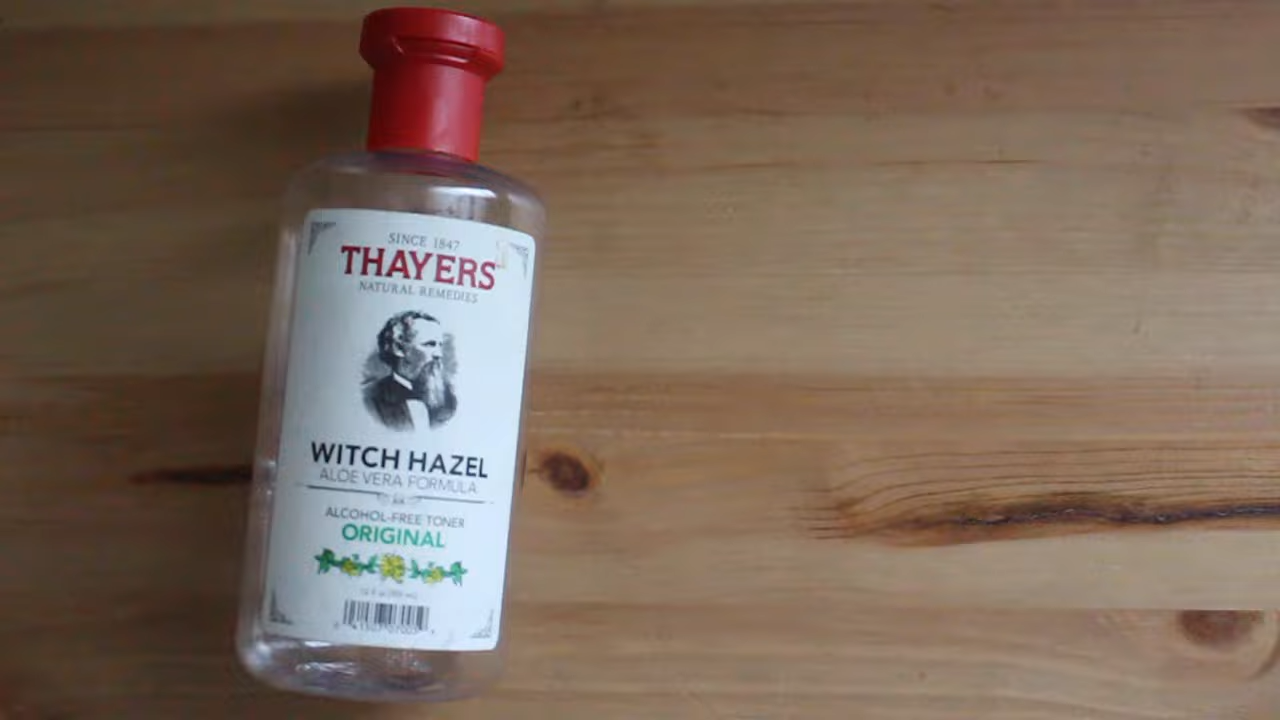 SINCE 1847
THAYERS
NATURAL REMEDIES
WITCH HAZEL
ALOE VERA FORMULA
ALCOHOL-FREE TONER
ORIGINAL